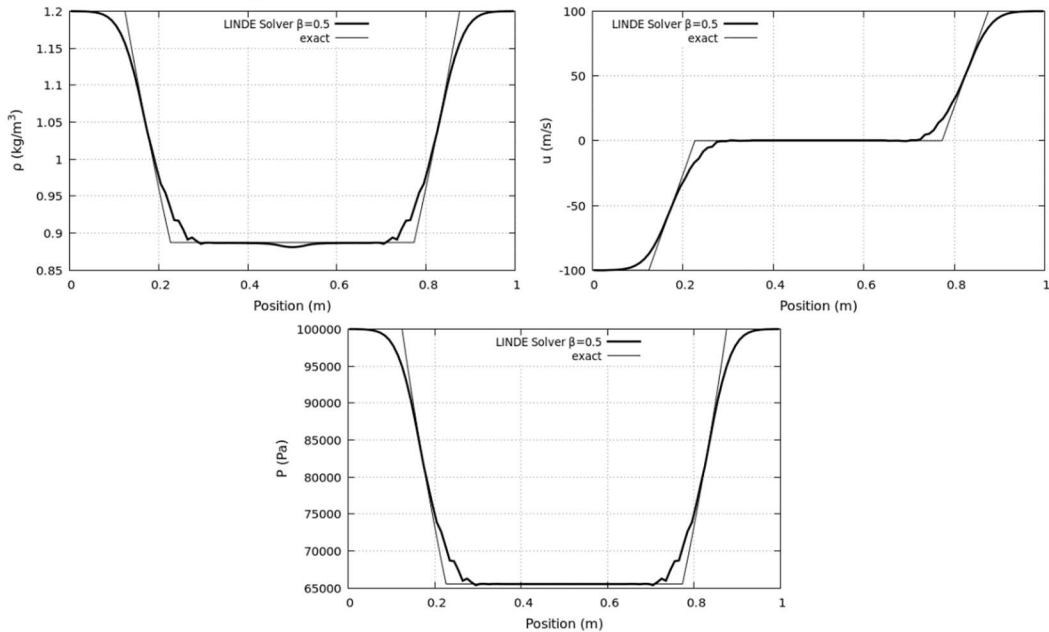 1.2
1.15
1.1
1.05
1
0.95
0.9
0.85
ρ (kg/m³)
LINDE Solver β=0.5
exact
0 0.2 0.4 0.6 0.8 1
Position (m)
100
50
0
-50
-100
u (m/s)
LINDE Solver β=0.5
exact
0 0.2 0.4 0.6 0.8 1
Position (m)
100000
95000
90000
85000
80000
75000
70000
65000
P (Pa)
LINDE Solver β=0.5
exact
0 0.2 0.4 0.6 0.8 1
Position (m)